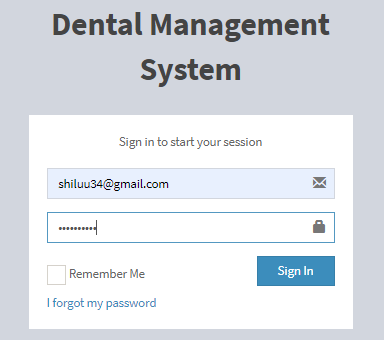 Dental Management
System
Sign in to start your session
shiluu34@gmail.com
••••••••••
Remember Me
Sign In
I forgot my password